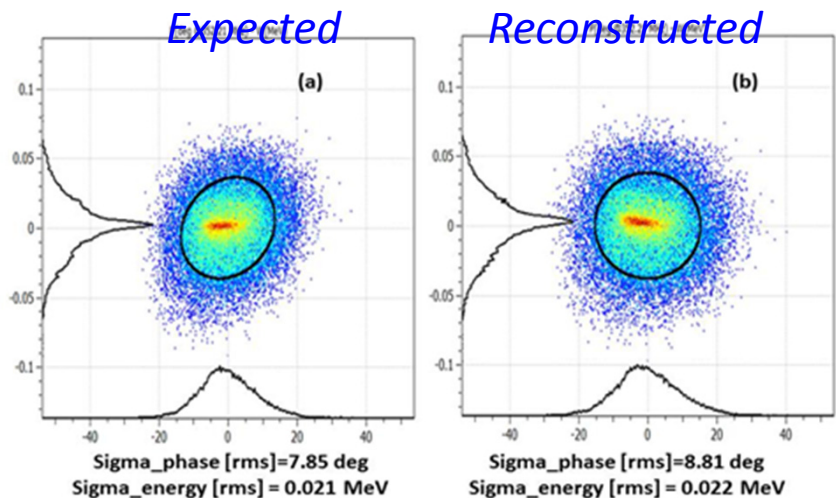 Expected Reconstructed
(a) (b)
0.1 0.1
0.05 0.05
0 0
-0.05 -0.05
-0.1 -0.1
-40 -20 0 20 40 -40 -20 0 20 40
Sigma_phase [rms]=7.85 deg Sigma_phase [rms]=8.81 deg
Sigma_energy [rms] = 0.021 MeV Sigma_energy [rms] = 0.022 MeV